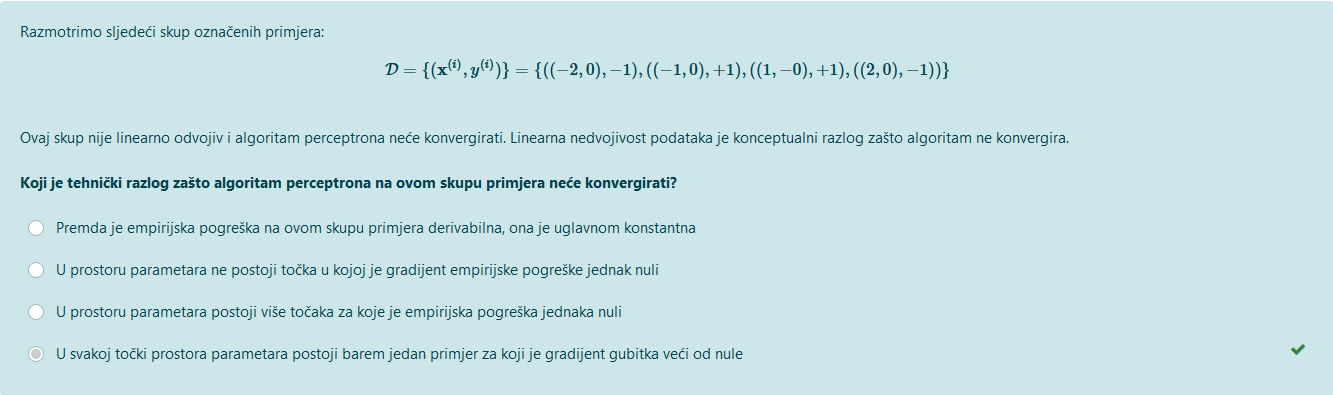 Razmotrimo sljedeći skup označenih primjera:
𝒟 = {(𝐱⁽ⁱ⁾, y⁽ⁱ⁾)} = {((−2, 0), −1), ((−1, 0), +1), ((1, −0), +1), ((2, 0), −1))}
Ovaj skup nije linearno odvojiv i algoritam perceptrona neće konvergirati. Linearna nedvojivost podataka je konceptualni razlog zašto algoritam ne konvergira.
Koji je tehnički razlog zašto algoritam perceptrona na ovom skupu primjera neće konvergirati?
Premda je empirijska pogreška na ovom skupu primjera derivabilna, ona je uglavnom konstantna
U prostoru parametara ne postoji točka u kojoj je gradijent empirijske pogreške jednak nuli
U prostoru parametara postoji više točaka za koje je empirijska pogreška jednaka nuli
U svakoj točki prostora parametara postoji barem jedan primjer za koji je gradijent gubitka veći od nule